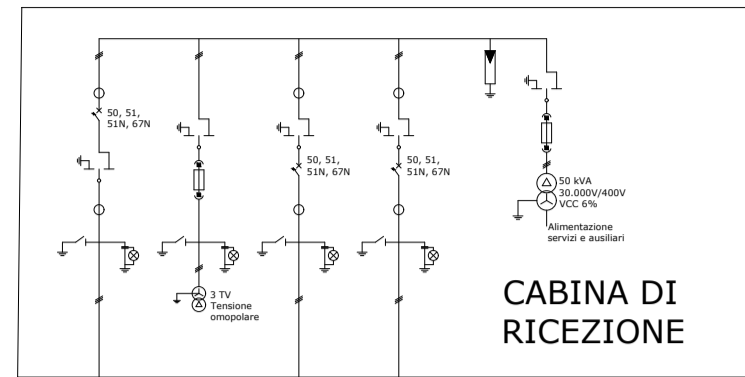 50, 51,
51N, 67N
50, 51,
51N, 67N
50, 51,
51N, 67N
50 kVA
30.000V/400V
VCC 6%
Alimentazione
servizi e ausiliari
3 TV
Tensione
omopolare
CABINA DI
RICEZIONE